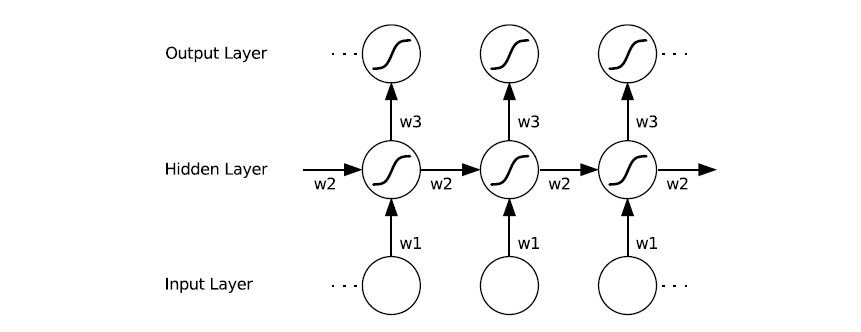 Output Layer
w3 w3 w3
Hidden Layer
w2 w2 w2 w2
w1 w1 w1
Input Layer